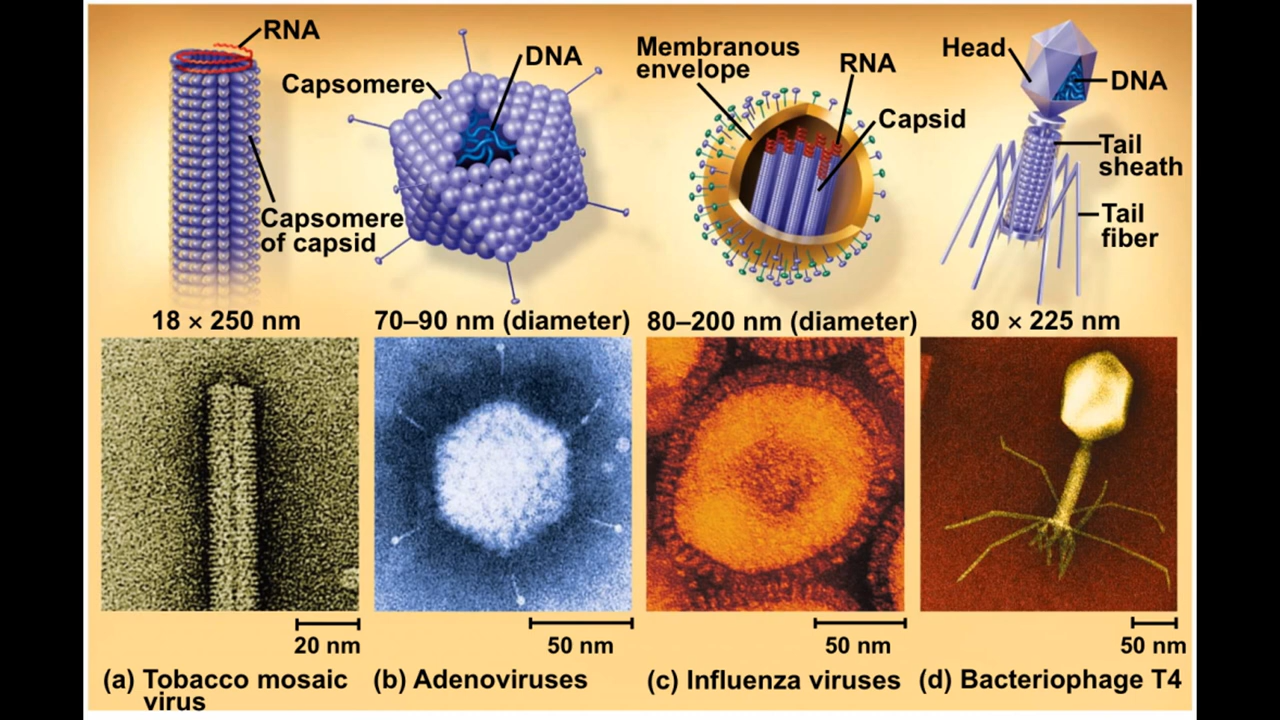 RNA
Capsomere
of capsid
18 × 250 nm
20 nm
(a) Tobacco mosaic
virus
Capsomere
DNA
70–90 nm (diameter)
50 nm
(b) Adenoviruses
Membranous
envelope
RNA
Capsid
80–200 nm (diameter)
50 nm
(c) Influenza viruses
Head
DNA
Tail
sheath
Tail
fiber
80 × 225 nm
50 nm
(d) Bacteriophage T4